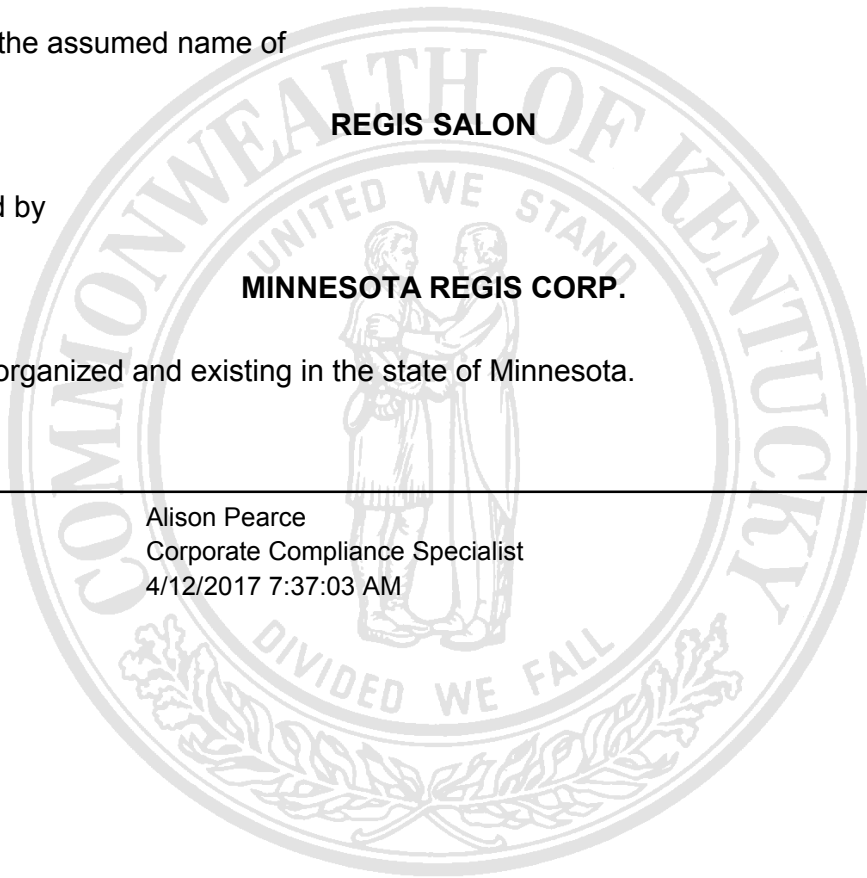 the assumed name of
REGIS SALON
by
MINNESOTA REGIS CORP.
organized and existing in the state of Minnesota.
Alison Pearce
Corporate Compliance Specialist
4/12/2017 7:37:03 AM
COMMONWEALTH OF KENTUCKY
UNITED WE STAND
DIVIDED WE FALL